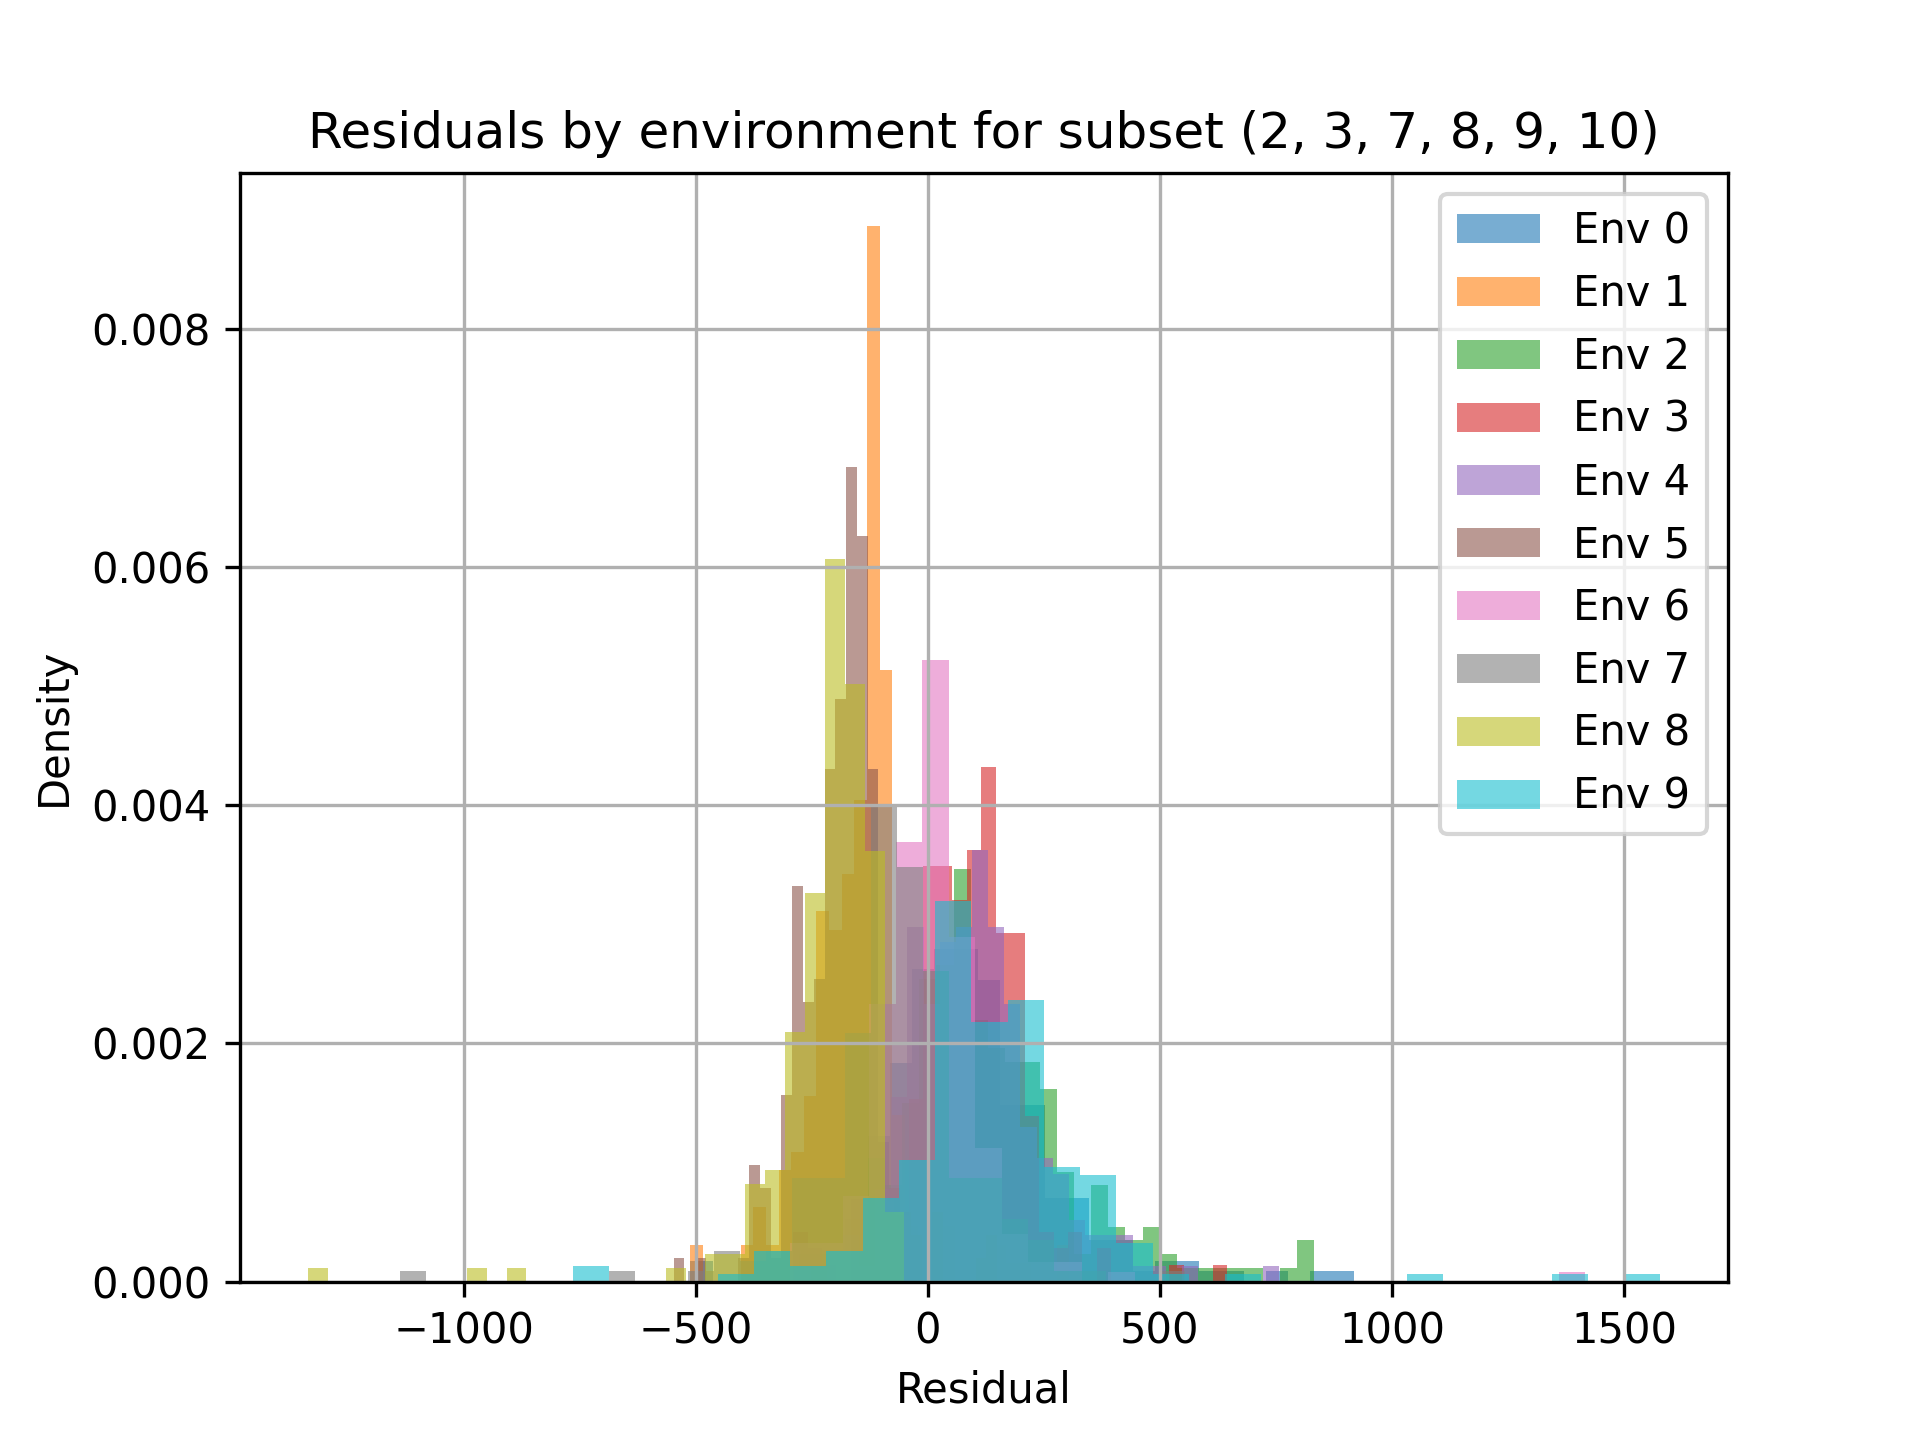 Residuals by environment for subset (2, 3, 7, 8, 9, 10)
Env 0
Env 1
Env 2
Env 3
Env 4
Env 5
Env 6
Env 7
Env 8
Env 9
0.008
0.006
0.004
0.002
0.000
Density
−1000 −500 0 500 1000 1500
Residual